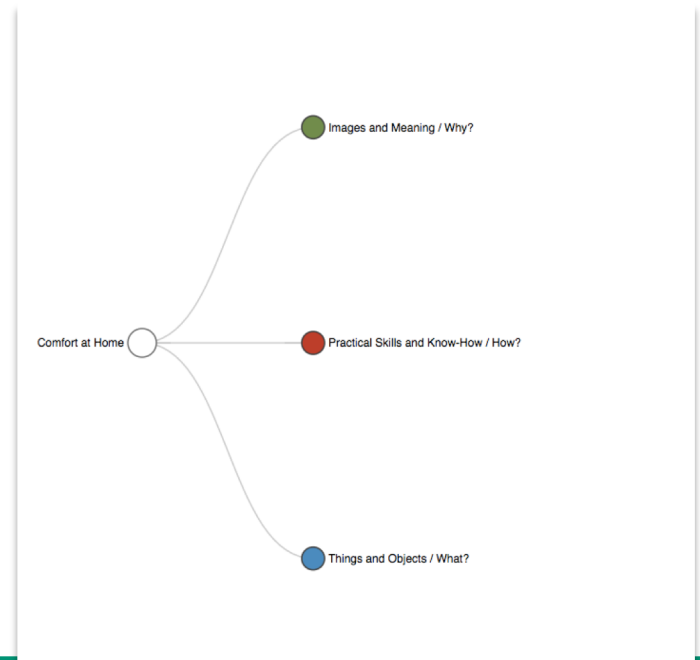 Images and Meaning / Why?
Comfort at Home
Practical Skills and Know-How / How?
Things and Objects / What?